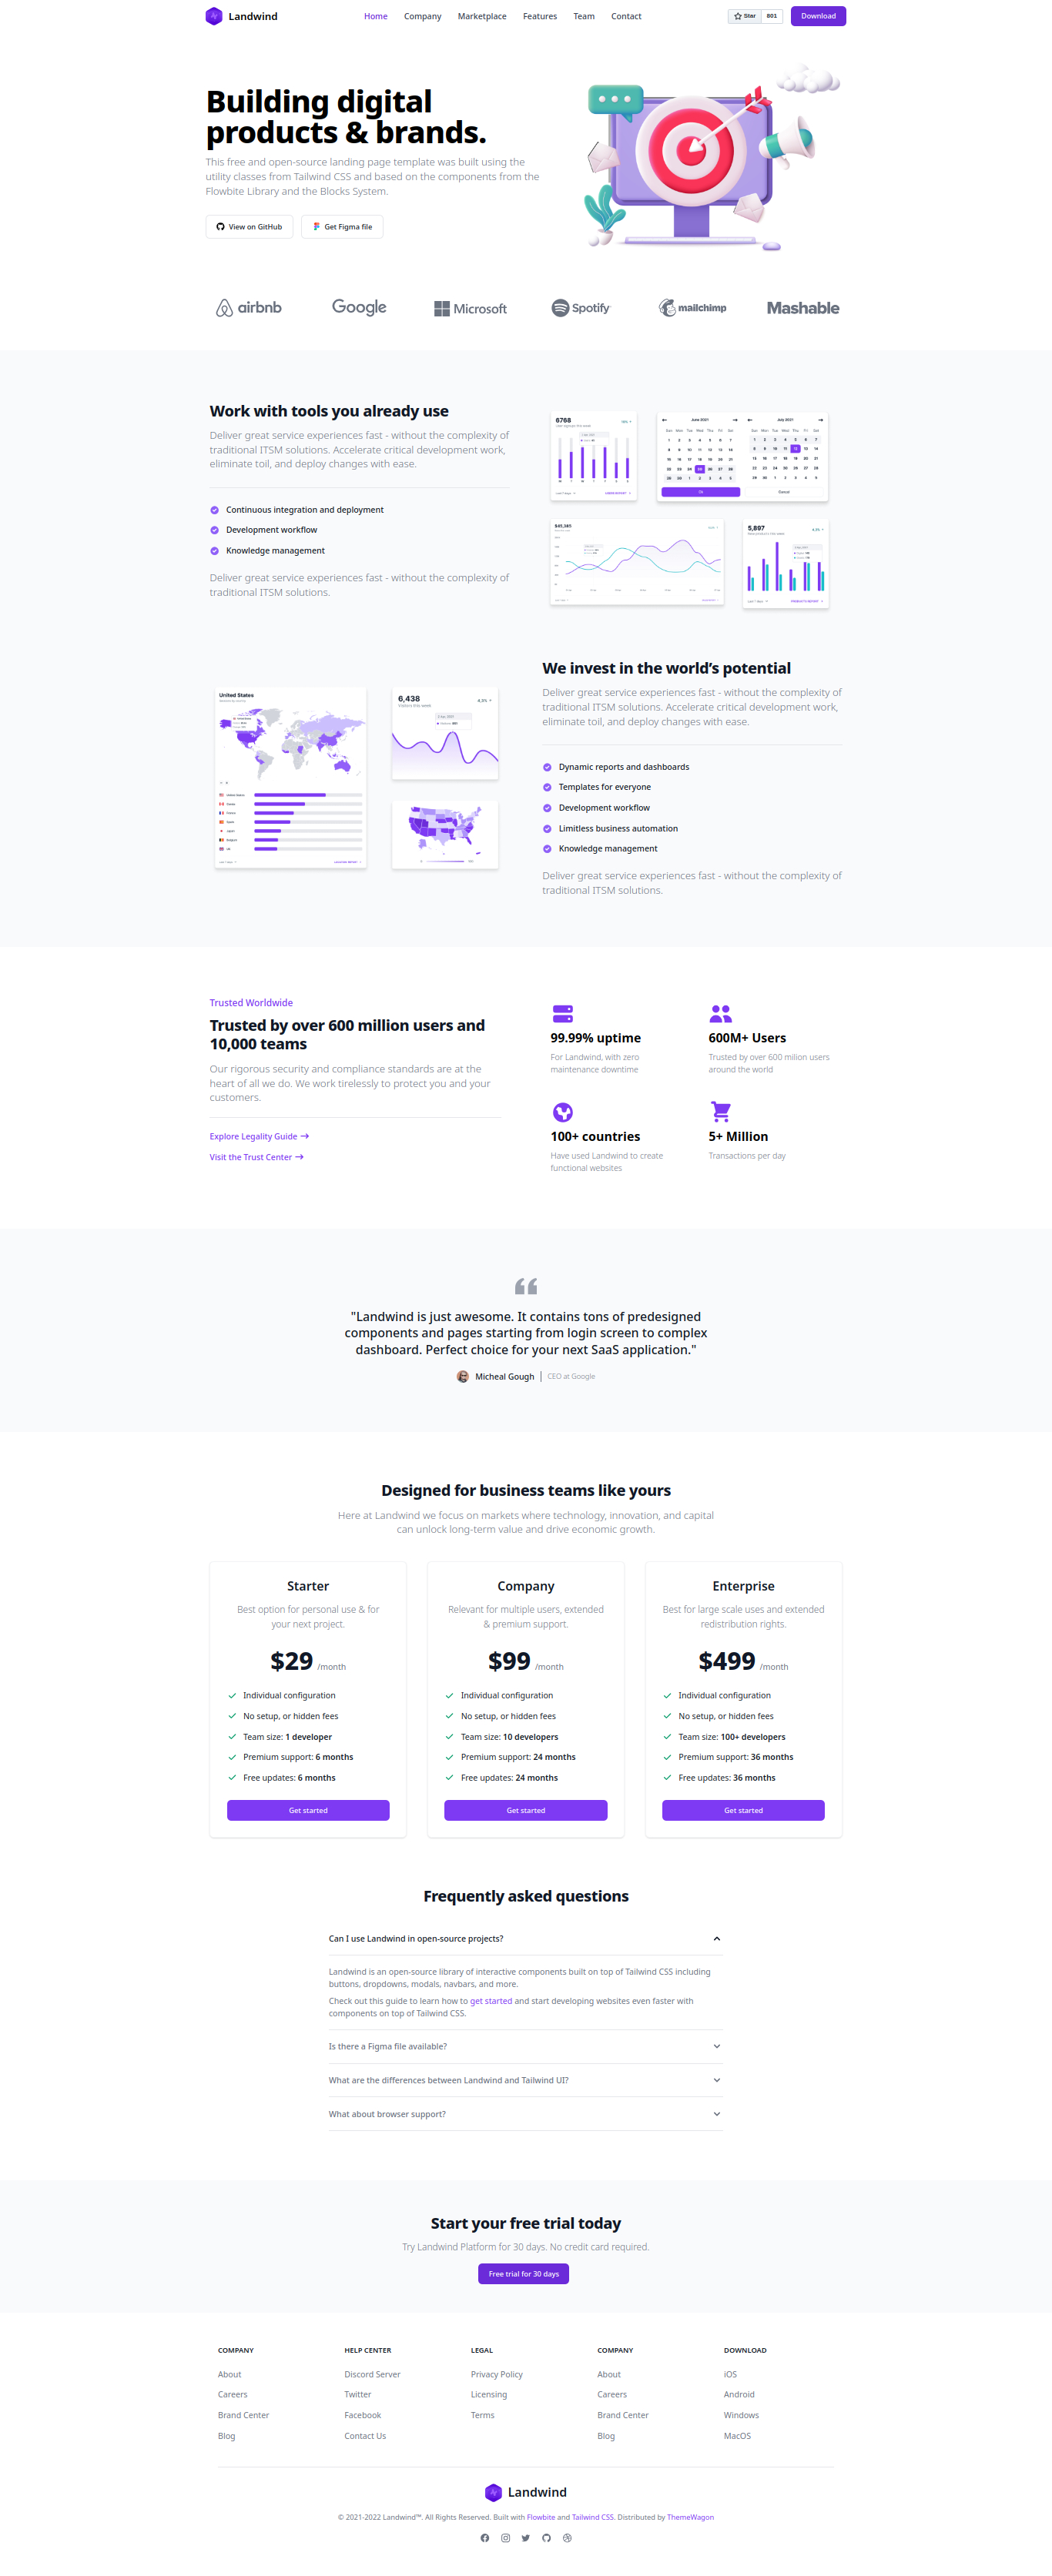 Landwind
Home Company Marketplace Features Team Contact
Star 801
Download
Building digital
products & brands.
This free and open-source landing page template was built using the
utility classes from Tailwind CSS and based on the components from the
Flowbite Library and the Blocks System.
View on GitHub
Get Figma file
airbnb Google Microsoft Spotify mailchimp Mashable
Work with tools you already use
Deliver great service experiences fast - without the complexity of
traditional ITSM solutions. Accelerate critical development work,
eliminate toil, and deploy changes with ease.
Continuous integration and deployment
Development workflow
Knowledge management
Deliver great service experiences fast - without the complexity of
traditional ITSM solutions.
6768
June 2021
July 2021
Ok
Cancel
$45,385
5,897
United States
6,438
Visitors this week
We invest in the world's potential
Deliver great service experiences fast - without the complexity of
traditional ITSM solutions. Accelerate critical development work,
eliminate toil, and deploy changes with ease.
Dynamic reports and dashboards
Templates for everyone
Development workflow
Limitless business automation
Knowledge management
Deliver great service experiences fast - without the complexity of
traditional ITSM solutions.
Trusted Worldwide
Trusted by over 600 million users and
10,000 teams
Our rigorous security and compliance standards are at the
heart of all we do. We work tirelessly to protect you and your
customers.
Explore Legality Guide
Visit the Trust Center
99.99% uptime
For Landwind, with zero
maintenance downtime
600M+ Users
Trusted by over 600 milion users
around the world
100+ countries
Have used Landwind to create
functional websites
5+ Million
Transactions per day
"Landwind is just awesome. It contains tons of predesigned
components and pages starting from login screen to complex
dashboard. Perfect choice for your next SaaS application."
Micheal Gough
CEO at Google
Designed for business teams like yours
Here at Landwind we focus on markets where technology, innovation, and capital
can unlock long-term value and drive economic growth.
Starter
Best option for personal use & for
your next project.
$29 /month
Individual configuration
No setup, or hidden fees
Team size: 1 developer
Premium support: 6 months
Free updates: 6 months
Get started
Company
Relevant for multiple users, extended
& premium support.
$99 /month
Individual configuration
No setup, or hidden fees
Team size: 10 developers
Premium support: 24 months
Free updates: 24 months
Get started
Enterprise
Best for large scale uses and extended
redistribution rights.
$499 /month
Individual configuration
No setup, or hidden fees
Team size: 100+ developers
Premium support: 36 months
Free updates: 36 months
Get started
Frequently asked questions
Can I use Landwind in open-source projects?
Landwind is an open-source library of interactive components built on top of Tailwind CSS including
buttons, dropdowns, modals, navbars, and more.
Check out this guide to learn how to get started and start developing websites even faster with
components on top of Tailwind CSS.
Is there a Figma file available?
What are the differences between Landwind and Tailwind UI?
What about browser support?
Start your free trial today
Try Landwind Platform for 30 days. No credit card required.
Free trial for 30 days
COMPANY
About
Careers
Brand Center
Blog
HELP CENTER
Discord Server
Twitter
Facebook
Contact Us
LEGAL
Privacy Policy
Licensing
Terms
COMPANY
About
Careers
Brand Center
Blog
DOWNLOAD
iOS
Android
Windows
MacOS
Landwind
© 2021-2022 Landwind™. All Rights Reserved. Built with Flowbite and Tailwind CSS. Distributed by ThemeWagon